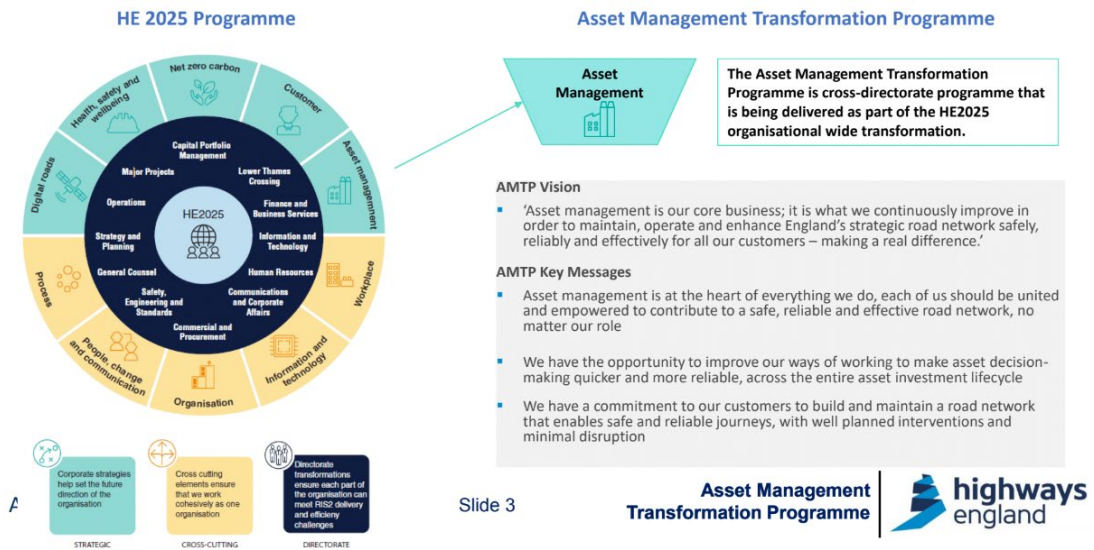 HE 2025 Programme
Net zero carbon
Customer
Asset managemnent
Workplace
Information and
technology
Organisation
People, change
and communication
Process
Digital roads
Health, safety and
wellbeing
Capital Portfolio
Management
Major Projects
Lower Thames
Crossing
Operations
Finance and
Business Services
HE2025
Strategy and
Planning
Information and
Technology
General Counsel
Human Resources
Safety,
Engineering and
Standards
Communications
and Corporate
Affairs
Commercial and
Procurement
Corporate strategies
help set the future
direction of the
organisation
STRATEGIC
Cross cutting
elements ensure
that we work
cohesively as one
organisation
CROSS-CUTTING
Directorate
transformations
ensure each part of
the organisation can
meet RIS2 delivery
and efficieny
challenges
DIRECTORATE
Asset Management Transformation Programme
Asset
Management
The Asset Management Transformation
Programme is cross-directorate programme that
is being delivered as part of the HE2025
organisational wide transformation.
AMTP Vision
▪ ‘Asset management is our core business; it is what we continuously improve in
order to maintain, operate and enhance England’s strategic road network safely,
reliably and effectively for all our customers – making a real difference.’
AMTP Key Messages
▪ Asset management is at the heart of everything we do, each of us should be united
and empowered to contribute to a safe, reliable and effective road network, no
matter our role
▪ We have the opportunity to improve our ways of working to make asset decision-
making quicker and more reliable, across the entire asset investment lifecycle
▪ We have a commitment to our customers to build and maintain a road network
that enables safe and reliable journeys, with well planned interventions and
minimal disruption
Slide 3
Asset Management
Transformation Programme
highways
england